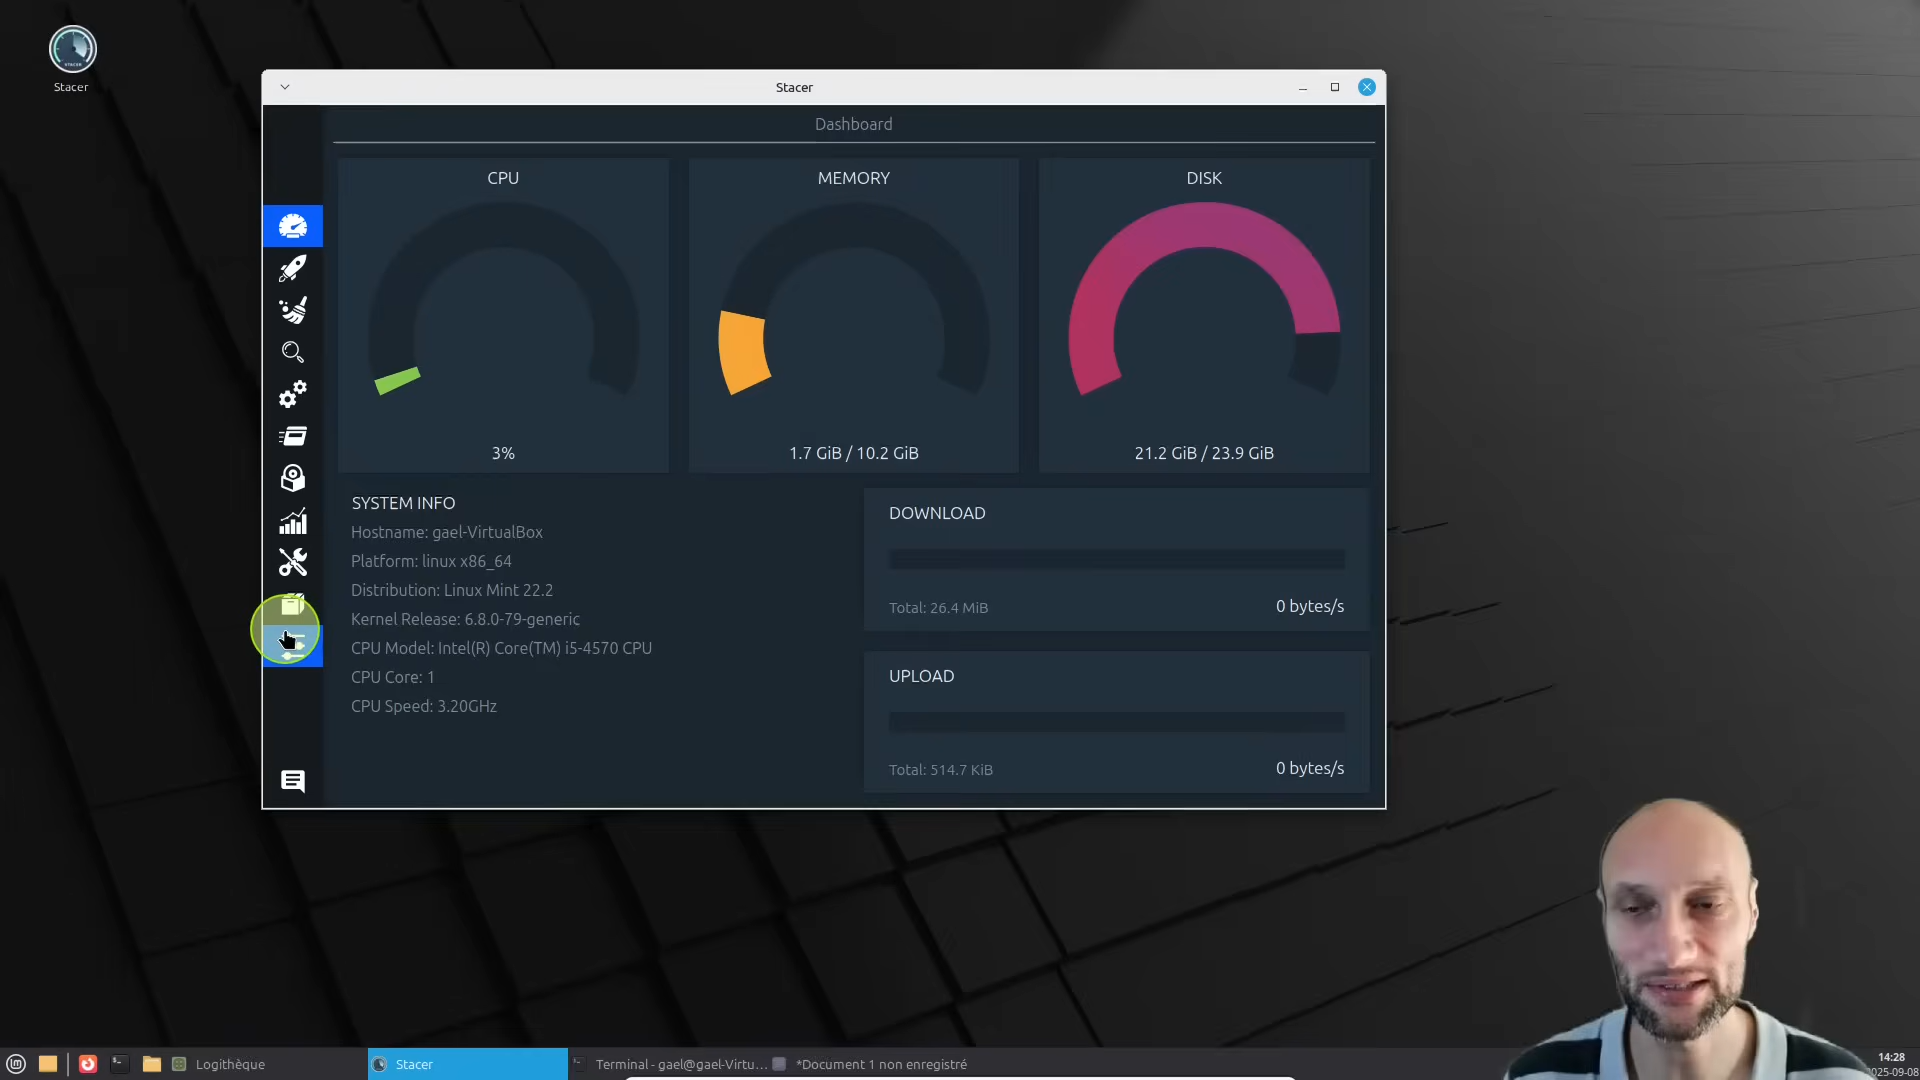 Stacer
Stacer
Dashboard
CPU
MEMORY
DISK
3%
1.7 GiB / 10.2 GiB
21.2 GiB / 23.9 GiB
SYSTEM INFO
Hostname: gael-VirtualBox
Platform: linux x86_64
Distribution: Linux Mint 22.2
Kernel Release: 6.8.0-79-generic
CPU Model: Intel(R) Core(TM) i5-4570 CPU
CPU Core: 1
CPU Speed: 3.20GHz
DOWNLOAD
Total: 26.4 MiB
0 bytes/s
UPLOAD
Total: 514.7 KiB
0 bytes/s
Logithèque
Stacer
Terminal - gael@gael-Virtu...
*Document 1 non enregistré
14:28
2025-09-08